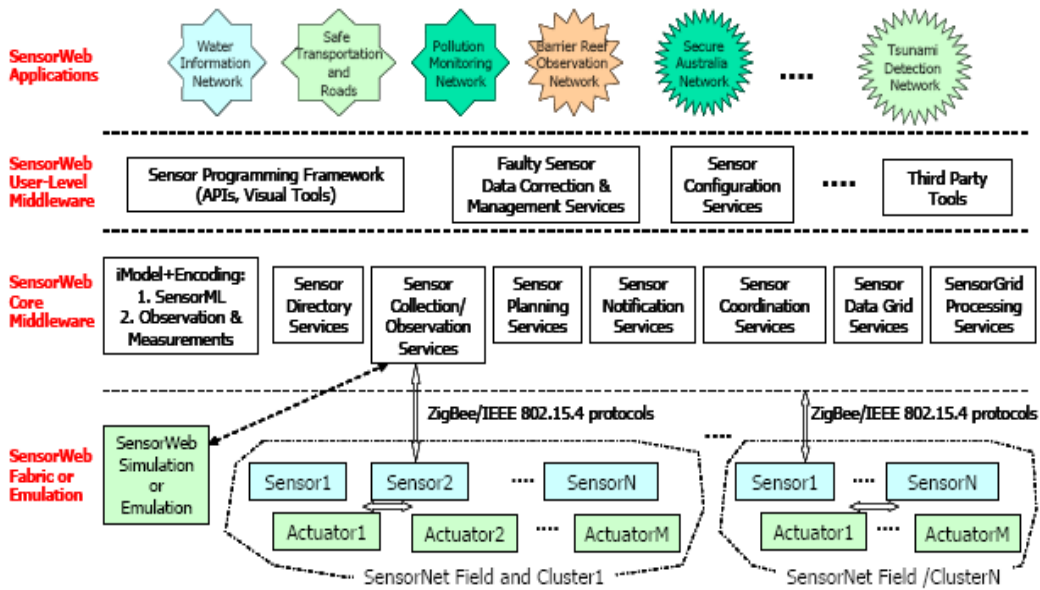 SensorWeb
Applications
Water
Information
Network
Safe
Transportation
and
Roads
Pollution
Monitoring
Network
Barrier Reef
Observation
Network
Secure
Australia
Network
....
Tsunami
Detection
Network
SensorWeb
User-Level
Middleware
Sensor Programming Framework
(APIs, Visual Tools)
Faulty Sensor
Data Correction &
Management Services
Sensor
Configuration
Services
....
Third Party
Tools
SensorWeb
Core
Middleware
iModel+Encoding:
1. SensorML
2. Observation &
Measurements
Sensor
Directory
Services
Sensor
Collection/
Observation
Services
Sensor
Planning
Services
Sensor
Notification
Services
Sensor
Coordination
Services
Sensor
Data Grid
Services
SensorGrid
Processing
Services
ZigBee/IEEE 802.15.4 protocols
ZigBee/IEEE 802.15.4 protocols
SensorWeb
Fabric or
Emulation
SensorWeb
Simulation
or
Emulation
....
Sensor1
Sensor2
....
SensorN
Actuator1
Actuator2
....
ActuatorM
SensorNet Field and Cluster1
Sensor1
....
SensorN
Actuator1
....
ActuatorM
SensorNet Field /ClusterN